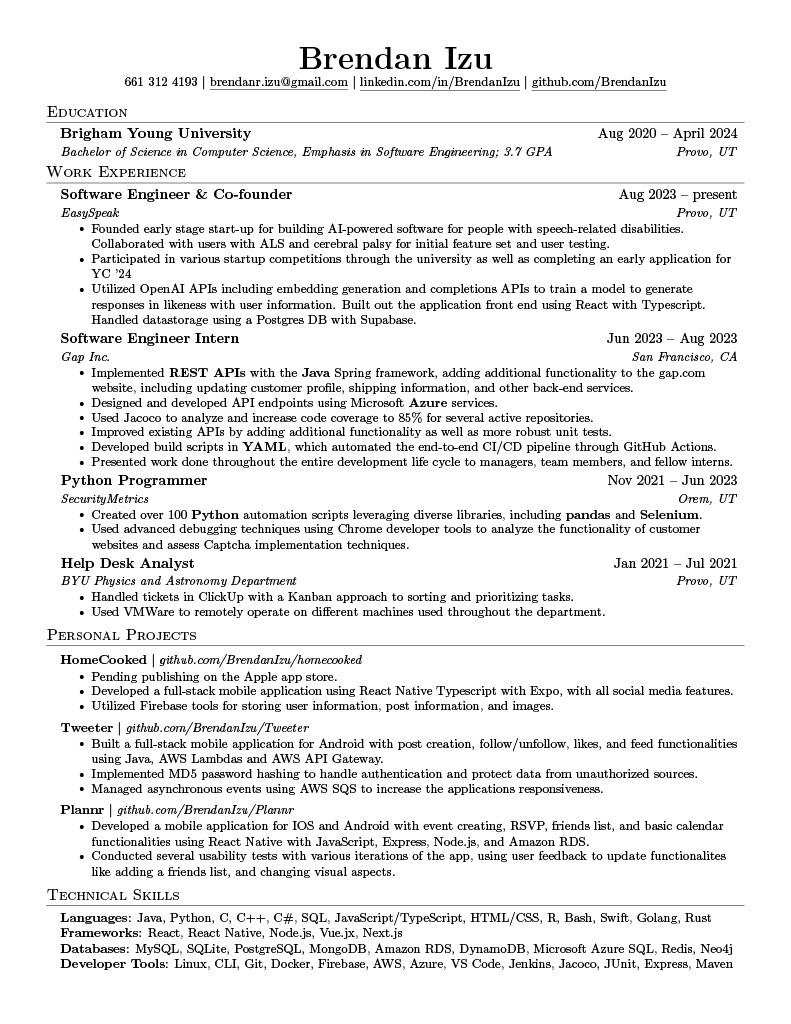 Brendan Izu
661 312 4193 | brendanr.izu@gmail.com | linkedin.com/in/BrendanIzu | github.com/BrendanIzu
Education
Brigham Young University Aug 2020 – April 2024
Bachelor of Science in Computer Science, Emphasis in Software Engineering; 3.7 GPA Provo, UT
Work Experience
Software Engineer & Co-founder Aug 2023 – present
EasySpeak Provo, UT
• Founded early stage start-up for building AI-powered software for people with speech-related disabilities.
Collaborated with users with ALS and cerebral palsy for initial feature set and user testing.
• Participated in various startup competitions through the university as well as completing an early application for
YC '24
• Utilized OpenAI APIs including embedding generation and completions APIs to train a model to generate
responses in likeness with user information. Built out the application front end using React with Typescript.
Handled datastorage using a Postgres DB with Supabase.
Software Engineer Intern Jun 2023 – Aug 2023
Gap Inc. San Francisco, CA
• Implemented REST APIs with the Java Spring framework, adding additional functionality to the gap.com
website, including updating customer profile, shipping information, and other back-end services.
• Designed and developed API endpoints using Microsoft Azure services.
• Used Jacoco to analyze and increase code coverage to 85% for several active repositories.
• Improved existing APIs by adding additional functionality as well as more robust unit tests.
• Developed build scripts in YAML, which automated the end-to-end CI/CD pipeline through GitHub Actions.
• Presented work done throughout the entire development life cycle to managers, team members, and fellow interns.
Python Programmer Nov 2021 – Jun 2023
SecurityMetrics Orem, UT
• Created over 100 Python automation scripts leveraging diverse libraries, including pandas and Selenium.
• Used advanced debugging techniques using Chrome developer tools to analyze the functionality of customer
websites and assess Captcha implementation techniques.
Help Desk Analyst Jan 2021 – Jul 2021
BYU Physics and Astronomy Department Provo, UT
• Handled tickets in ClickUp with a Kanban approach to sorting and prioritizing tasks.
• Used VMWare to remotely operate on different machines used throughout the department.
Personal Projects
HomeCooked | github.com/BrendanIzu/homecooked
• Pending publishing on the Apple app store.
• Developed a full-stack mobile application using React Native Typescript with Expo, with all social media features.
• Utilized Firebase tools for storing user information, post information, and images.
Tweeter | github.com/BrendanIzu/Tweeter
• Built a full-stack mobile application for Android with post creation, follow/unfollow, likes, and feed functionalities
using Java, AWS Lambdas and AWS API Gateway.
• Implemented MD5 password hashing to handle authentication and protect data from unauthorized sources.
• Managed asynchronous events using AWS SQS to increase the applications responsiveness.
Plannr | github.com/BrendanIzu/Plannr
• Developed a mobile application for IOS and Android with event creating, RSVP, friends list, and basic calendar
functionalities using React Native with JavaScript, Express, Node.js, and Amazon RDS.
• Conducted several usability tests with various iterations of the app, using user feedback to update functionalites
like adding a friends list, and changing visual aspects.
Technical Skills
Languages: Java, Python, C, C++, C#, SQL, JavaScript/TypeScript, HTML/CSS, R, Bash, Swift, Golang, Rust
Frameworks: React, React Native, Node.js, Vue.jx, Next.js
Databases: MySQL, SQLite, PostgreSQL, MongoDB, Amazon RDS, DynamoDB, Microsoft Azure SQL, Redis, Neo4j
Developer Tools: Linux, CLI, Git, Docker, Firebase, AWS, Azure, VS Code, Jenkins, Jacoco, JUnit, Express, Maven